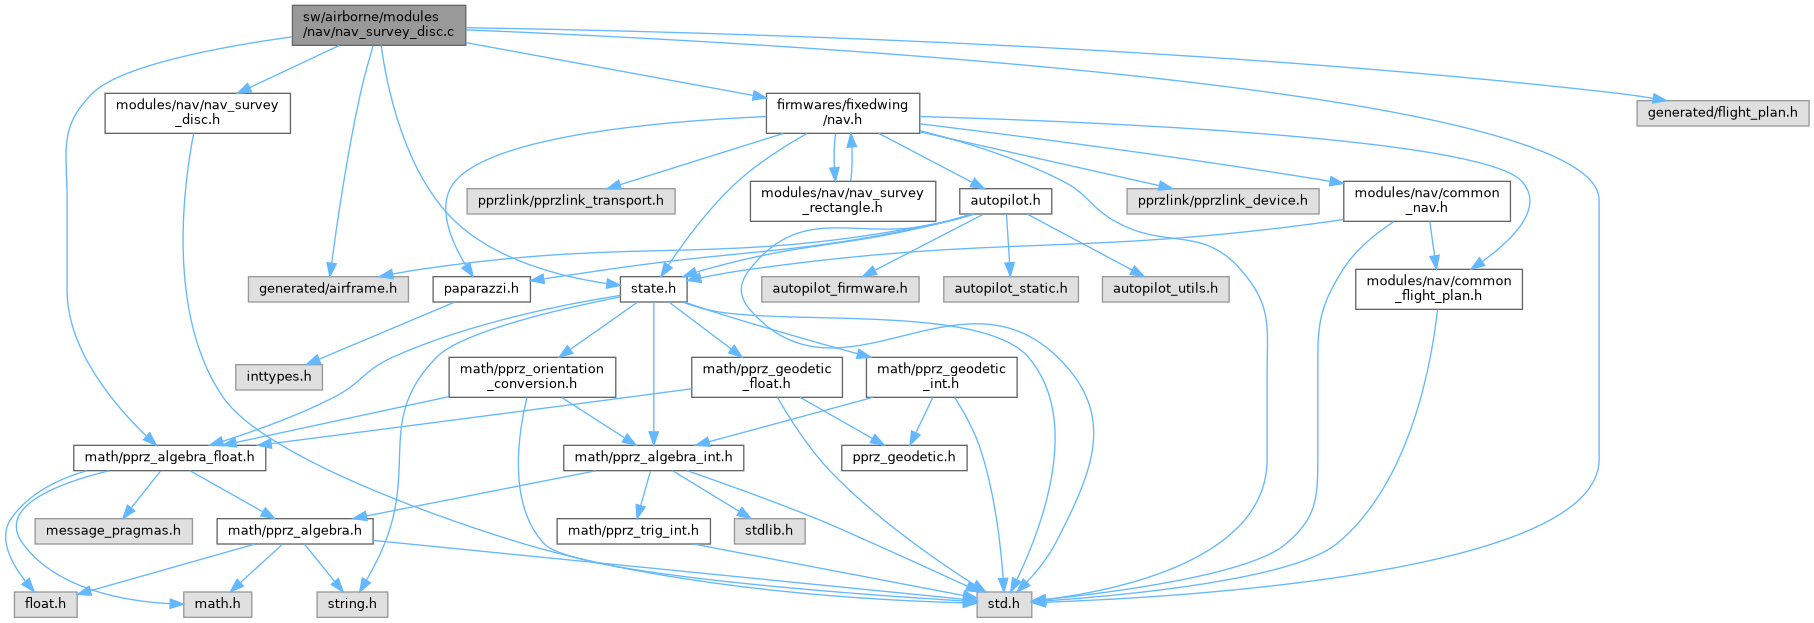 sw/airborne/modules
/nav/nav_survey_disc.c
modules/nav/nav_survey
_disc.h
firmwares/fixedwing
/nav.h
generated/flight_plan.h
pprzlink/pprzlink_transport.h
modules/nav/nav_survey
_rectangle.h
autopilot.h
pprzlink/pprzlink_device.h
modules/nav/common
_nav.h
generated/airframe.h
paparazzi.h
state.h
autopilot_firmware.h
autopilot_static.h
autopilot_utils.h
modules/nav/common
_flight_plan.h
inttypes.h
math/pprz_orientation
_conversion.h
math/pprz_geodetic
_float.h
math/pprz_geodetic
_int.h
math/pprz_algebra_float.h
math/pprz_algebra_int.h
pprz_geodetic.h
message_pragmas.h
math/pprz_algebra.h
math/pprz_trig_int.h
stdlib.h
float.h
math.h
string.h
std.h